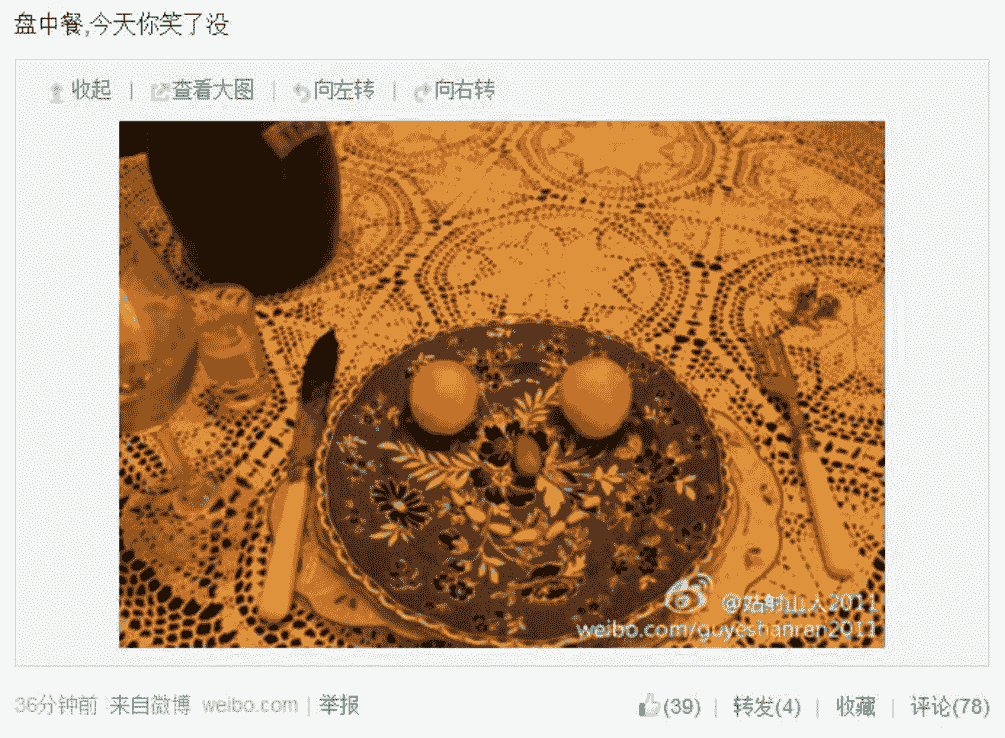 盘中餐,今天你笑了没
收起 | 查看大图 | 向左转 | 向右转
@姑射山人2011
weibo.com/guyeshanren2011
36分钟前 来自微博 weibo.com | 举报
(39) | 转发(4) | 收藏 | 评论(78)